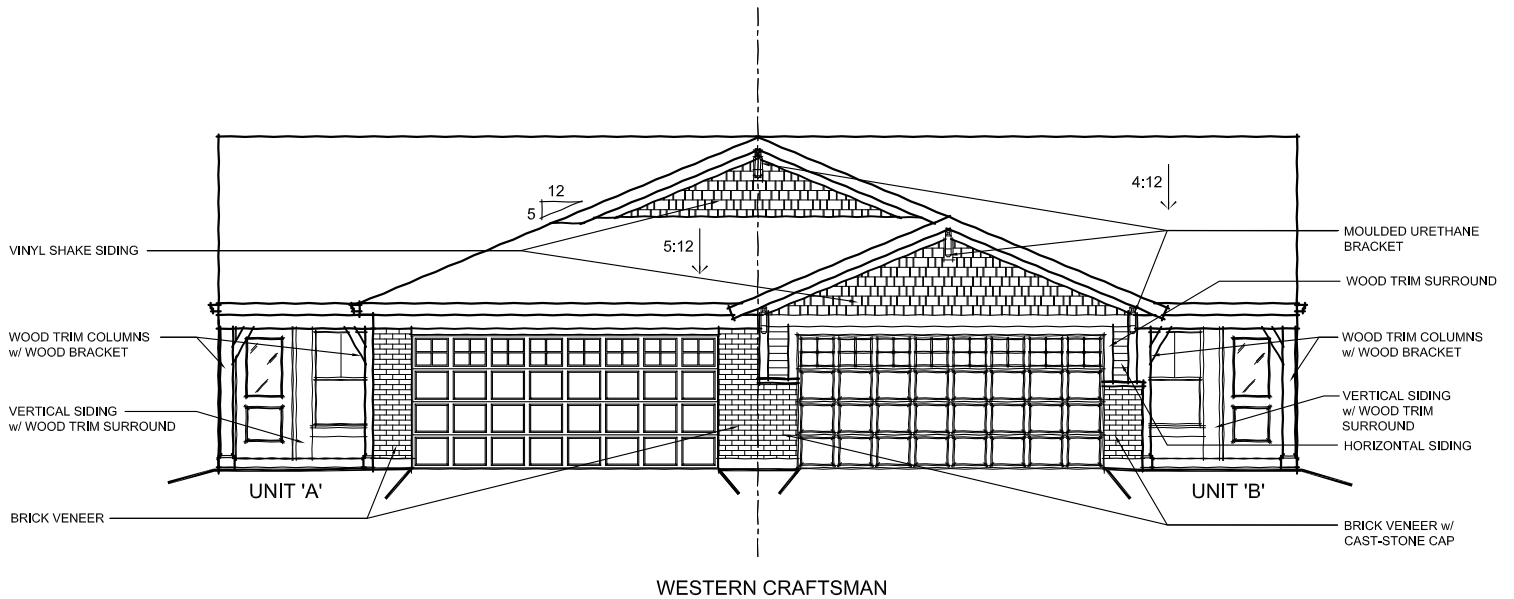 12
5
4:12
5:12
VINYL SHAKE SIDING
MOULDED URETHANE
BRACKET
WOOD TRIM SURROUND
WOOD TRIM COLUMNS
w/ WOOD BRACKET
WOOD TRIM COLUMNS
w/ WOOD BRACKET
VERTICAL SIDING
w/ WOOD TRIM SURROUND
VERTICAL SIDING
w/ WOOD TRIM
SURROUND
HORIZONTAL SIDING
UNIT 'A'
UNIT 'B'
BRICK VENEER
BRICK VENEER w/
CAST-STONE CAP
WESTERN CRAFTSMAN